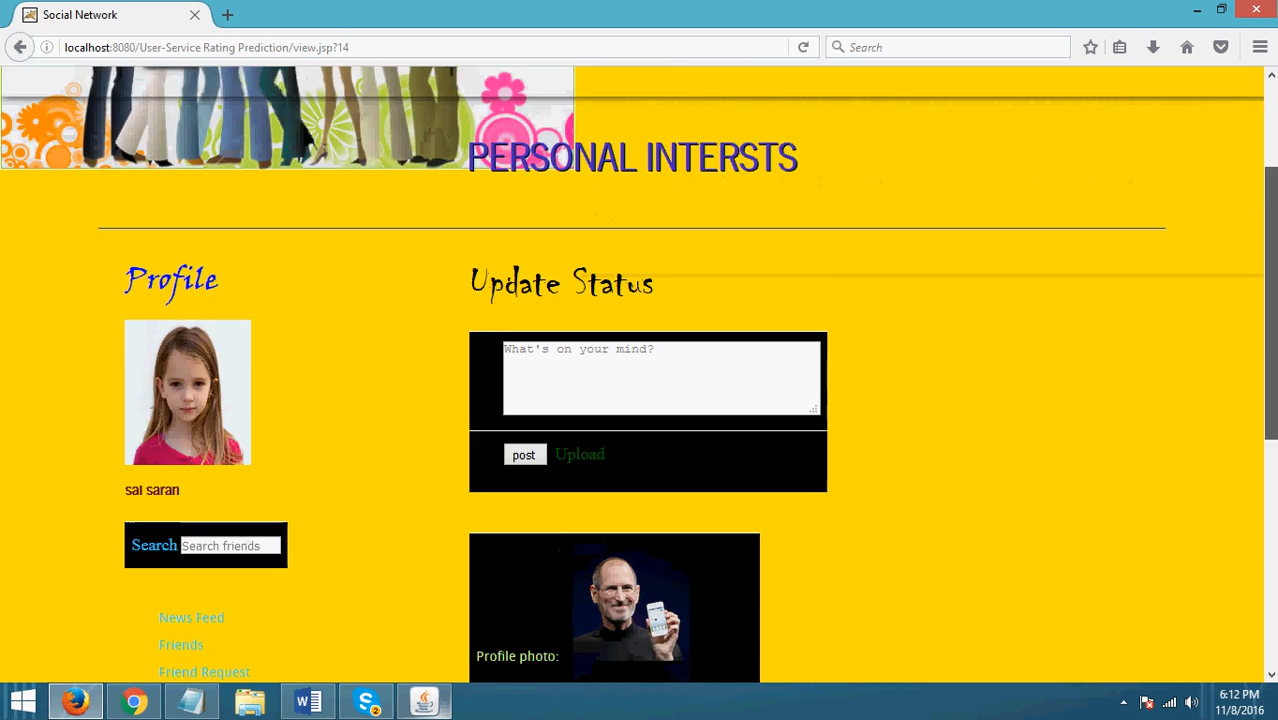 Social Network
localhost:8080/User-Service Rating Prediction/view.jsp?14
Search
PERSONAL INTERSTS
Profile
Update Status
What's on your mind?
post Upload
sal saran
Search Search friends
News Feed
Friends
Friend Request
Profile photo:
2
6:12 PM
11/8/2016